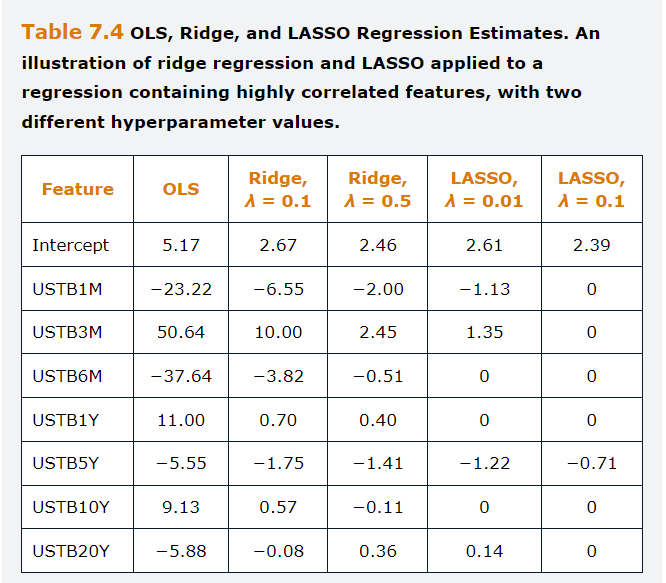 Table 7.4 OLS, Ridge, and LASSO Regression Estimates. An
illustration of ridge regression and LASSO applied to a
regression containing highly correlated features, with two
different hyperparameter values.
Feature OLS Ridge, λ = 0.1 Ridge, λ = 0.5 LASSO, λ = 0.01 LASSO, λ = 0.1
Intercept 5.17 2.67 2.46 2.61 2.39
USTB1M −23.22 −6.55 −2.00 −1.13 0
USTB3M 50.64 10.00 2.45 1.35 0
USTB6M −37.64 −3.82 −0.51 0 0
USTB1Y 11.00 0.70 0.40 0 0
USTB5Y −5.55 −1.75 −1.41 −1.22 −0.71
USTB10Y 9.13 0.57 −0.11 0 0
USTB20Y −5.88 −0.08 0.36 0.14 0